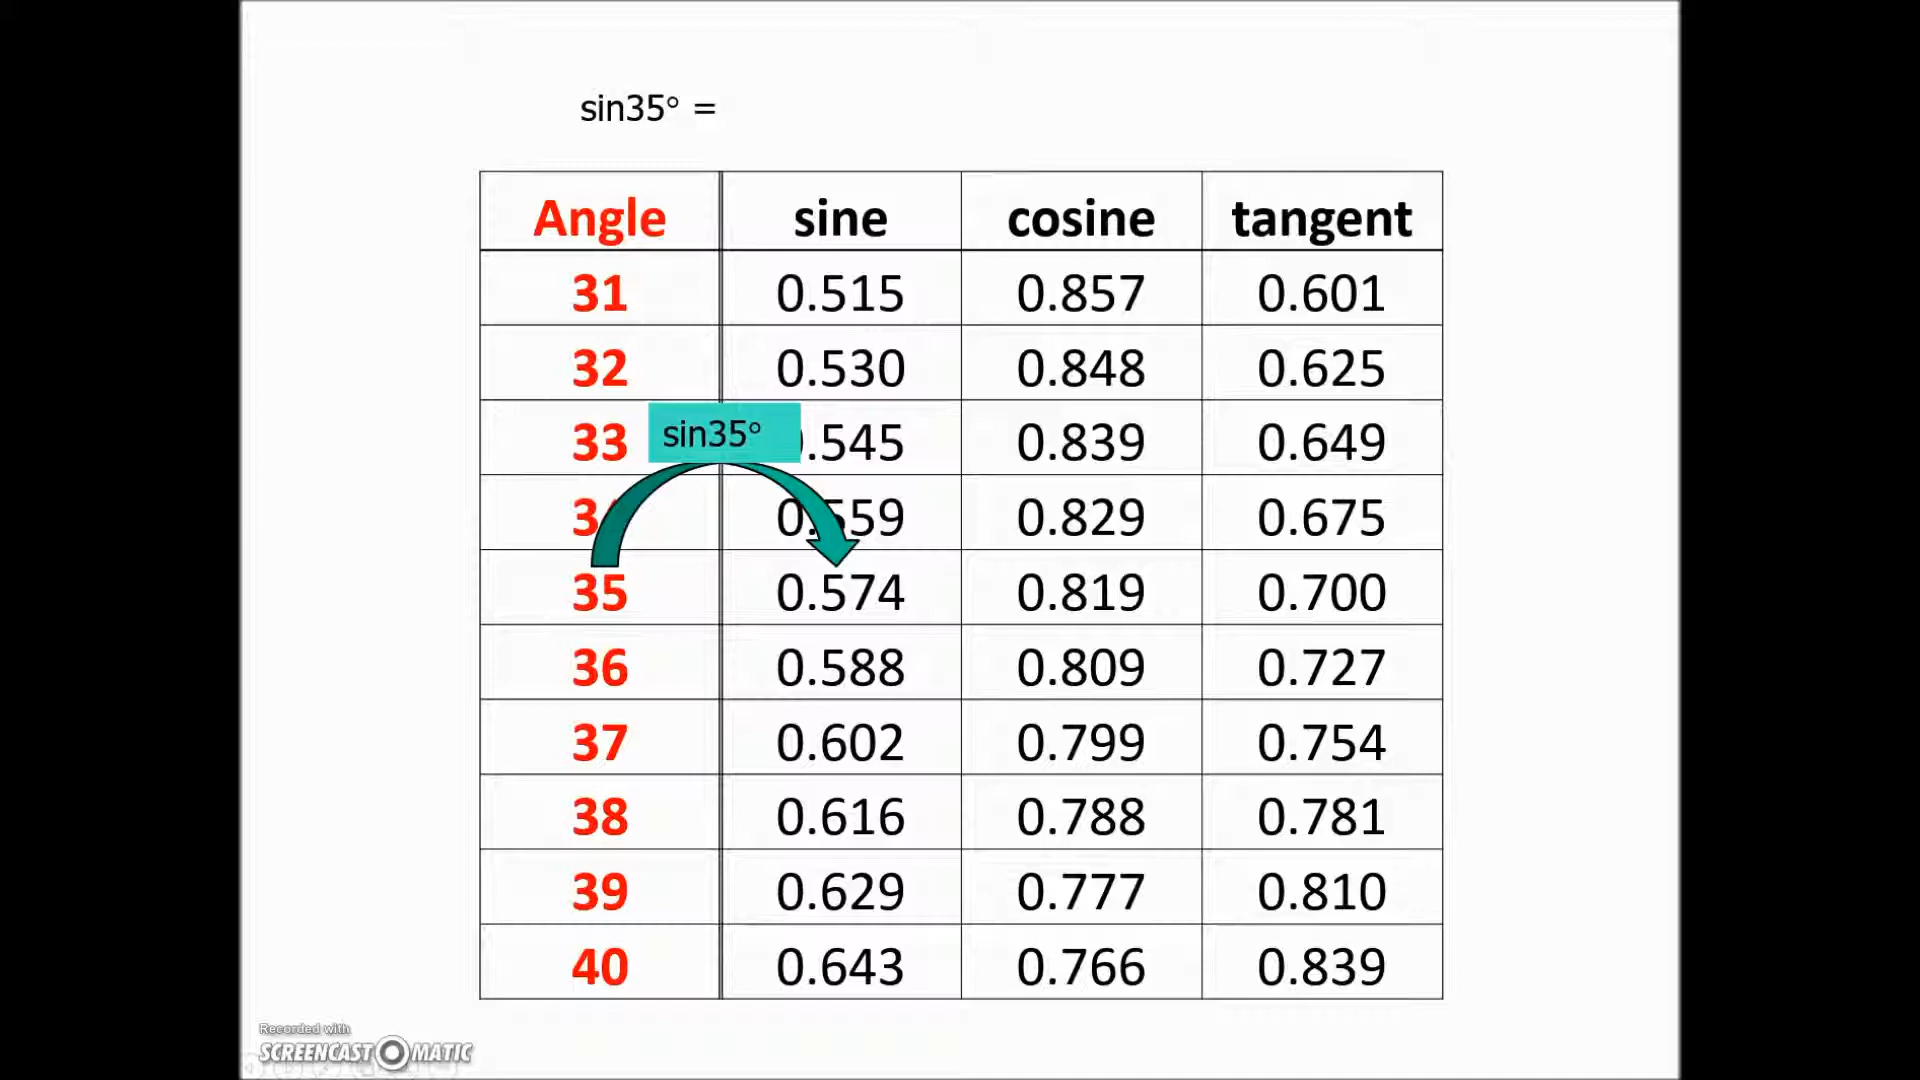 sin35° =
Angle sine cosine tangent
31 0.515 0.857 0.601
32 0.530 0.848 0.625
33 sin35° .545 0.839 0.649
0.559 0.829 0.675
35 0.574 0.819 0.700
36 0.588 0.809 0.727
37 0.602 0.799 0.754
38 0.616 0.788 0.781
39 0.629 0.777 0.810
40 0.643 0.766 0.839
Recorded with
SCREENCAST MATIC